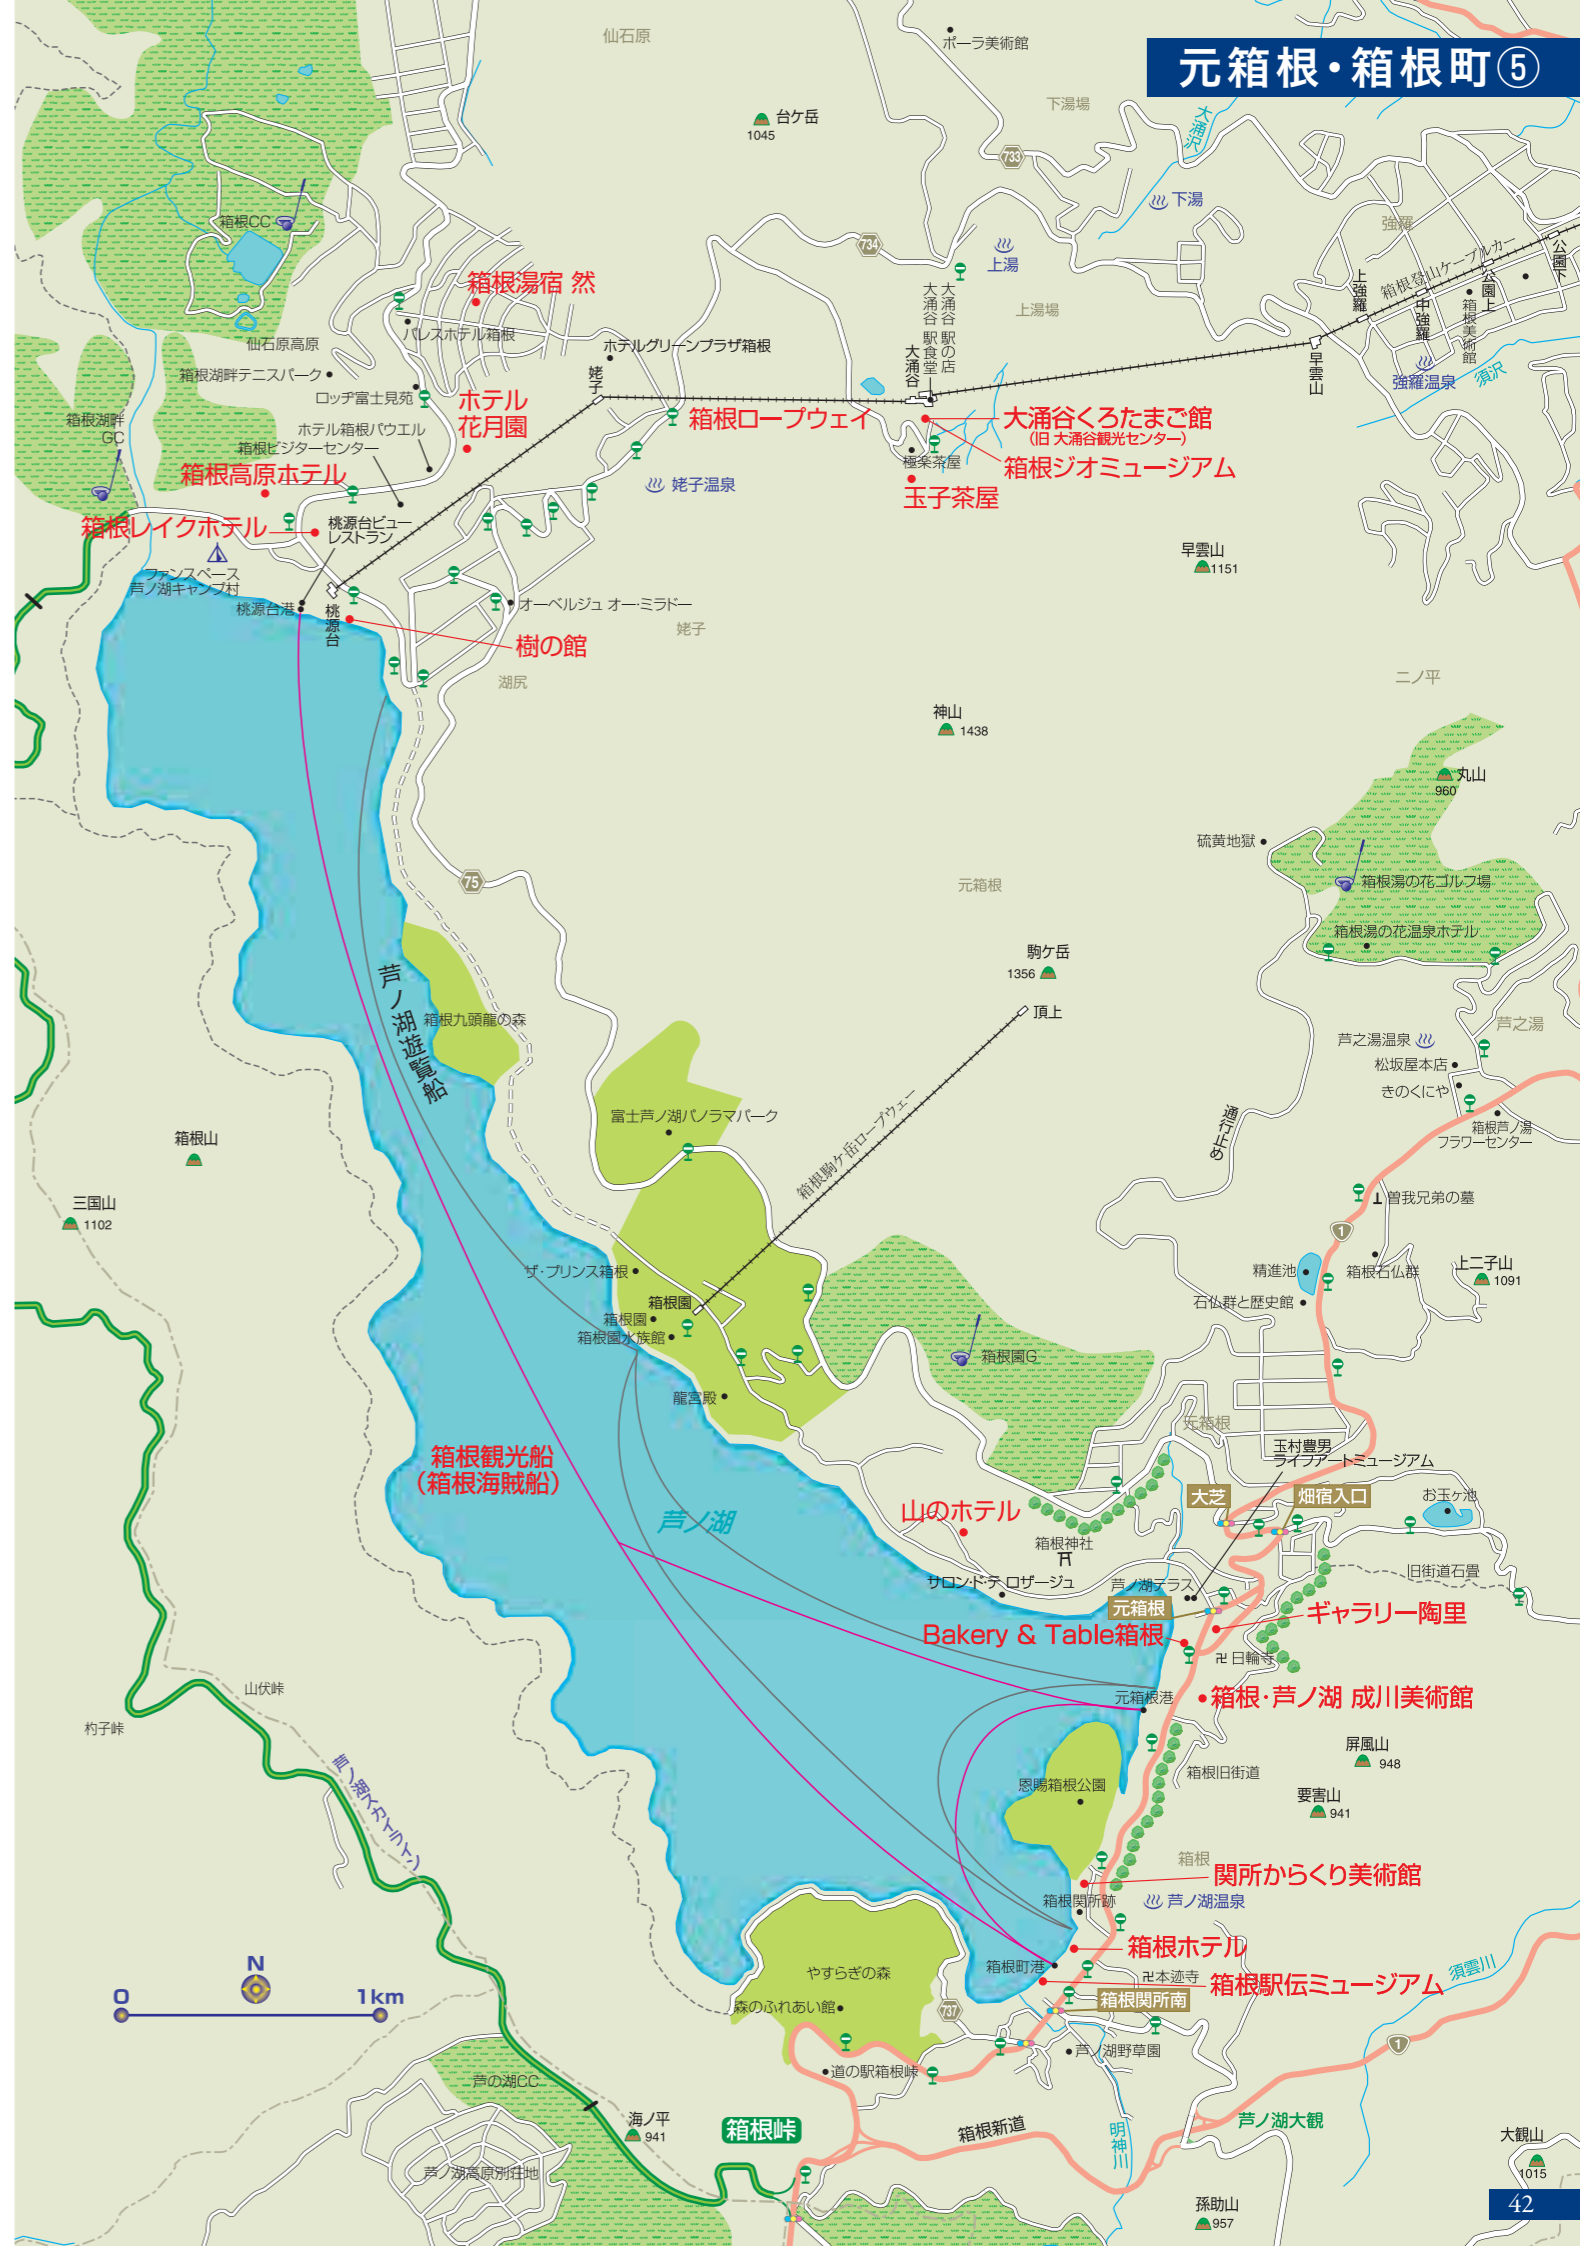 元箱根・箱根町⑤
仙石原
ポーラ美術館
下湯場
大涌沢
台ケ岳
1045
733
下湯
強羅
箱根CC
734
上湯
箱根登山ケーブルカー
公園下
公園上
中強羅
上強羅
箱根美術館
早雲山
強羅温泉
須沢
箱根湯宿 然
パレスホテル箱根
仙石原高原
箱根湖畔テニスパーク
ロッヂ富士見苑
ホテルグリーンプラザ箱根
姥子
大涌谷 駅の店
大涌谷 駅食堂
大涌谷
上湯場
ホテル
花月園
箱根ロープウェイ
大涌谷くろたまご館
(旧 大涌谷観光センター)
箱根湖畔
GC
ホテル箱根パウエル
箱根ビジターセンター
箱根高原ホテル
極楽茶屋
箱根ジオミュージアム
玉子茶屋
姥子温泉
箱根レイクホテル
桃源台ビュー
レストラン
早雲山
1151
ファンスペース
芦ノ湖キャンプ村
桃源台港
桃源台
オーベルジュ オー・ミラドー
姥子
樹の館
湖尻
二ノ平
神山
1438
丸山
960
硫黄地獄
75
元箱根
箱根湯の花ゴルフ場
箱根湯の花温泉ホテル
駒ケ岳
1356
頂上
芦ノ湖遊覧船
箱根九頭龍の森
芦之湯
芦之湯温泉
松坂屋本店
きのくにや
箱根芦ノ湯
フラワーセンター
富士芦ノ湖パノラマパーク
箱根駒ケ岳ロープウェー
通行止め
箱根山
三国山
1102
曽我兄弟の墓
1
精進池
箱根石仏群
上二子山
1091
石仏群と歴史館
ザ・プリンス箱根
箱根園
箱根園
箱根園水族館
箱根園G
龍宮殿
元箱根
玉村豊男
ライフアートミュージアム
箱根観光船
(箱根海賊船)
芦ノ湖
大芝
畑宿入口
お玉ヶ池
山のホテル
箱根神社
旧街道石畳
サロン・ド・テ ロザージュ
芦ノ湖テラス
元箱根
ギャラリー陶里
Bakery & Table箱根
卍日輪寺
元箱根港
箱根・芦ノ湖 成川美術館
山伏峠
杓子峠
芦ノ湖スカイライン
屏風山
948
箱根旧街道
恩賜箱根公園
要害山
941
箱根
関所からくり美術館
箱根関所跡
芦ノ湖温泉
箱根ホテル
箱根町港
卍本迹寺
箱根駅伝ミュージアム
須雲川
やすらぎの森
森のふれあい館
737
箱根関所南
N
0
1km
芦ノ湖野草園
道の駅箱根峠
1
芦の湖CC
海ノ平
941
箱根峠
箱根新道
明神川
芦ノ湖大観
大観山
1015
芦ノ湖高原別荘地
孫助山
957
42